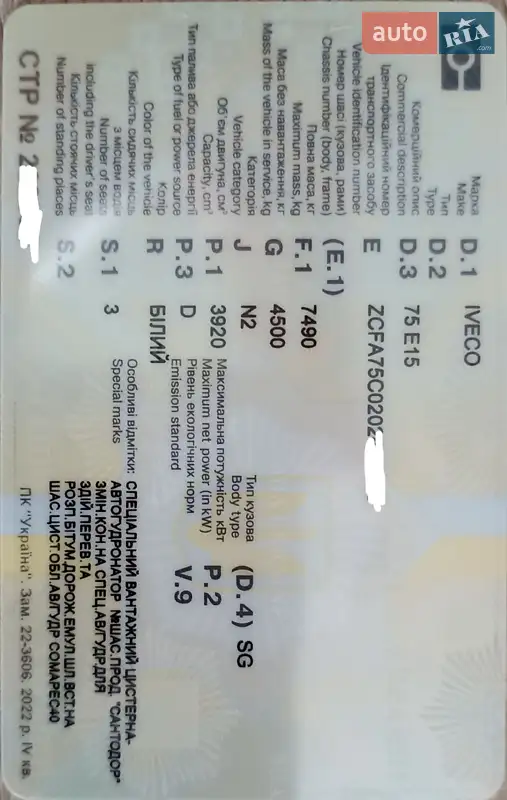 auto RIA .com
Марка
Make
D.1 IVECO
Тип
Type
D.2
Комерційний опис
Commercial description
D.3 75 E15
Ідентифікаційний номер
транспортного засобу
Vehicle identification number
E ZCFA75C0202
Номер шасі (кузова, рами)
Chassis number (body, frame)
(E.1)
Повна маса, кг
Maximum mass, kg
F.1 7490
Маса без навантаження, кг
Mass of the vehicle in service, kg
G 4500
Категорія
Vehicle category
J N2
Тип кузова
Body type
(D.4) SG
Об'єм двигуна, см³
Capacity, cm³
P.1 3920
Максимальна потужність кВт
Maximum net power (in kW)
P.2
Тип палива або джерела енергії
Type of fuel or power source
P.3 D
Рівень екологічних норм
Emission standard
V.9
Колір
Color of the vehicle
R БІЛИЙ
Кількість сидячих місць
з місцем водія
Number of seats
including the driver's seat
S.1 3
Кількість стоячих місць
Number of standing places
S.2
Особливі відмітки:
Special marks
СПЕЦІАЛЬНИЙ ВАНТАЖНИЙ ЦИСТЕРНА-
АВТОГУДРОНАТОР №ШАС.ПРОД. "САНТОДОР"
ЗМІН.КОН.НА СПЕЦ.АВ/ГУДР.ДЛЯ
ЗДІЙ.ПЕРЕВ.ТА
РОЗП.БІТУМ.ДОРОЖ.ЕМУЛ.ШЛ.ВСТ.НА
ШАС.ЦИСТ.ОБЛ.АВ/ГУДР СОМАРЕС40
СТР № 2
ПК "Україна". Зам. 22-3606. 2022 р. IV кв.